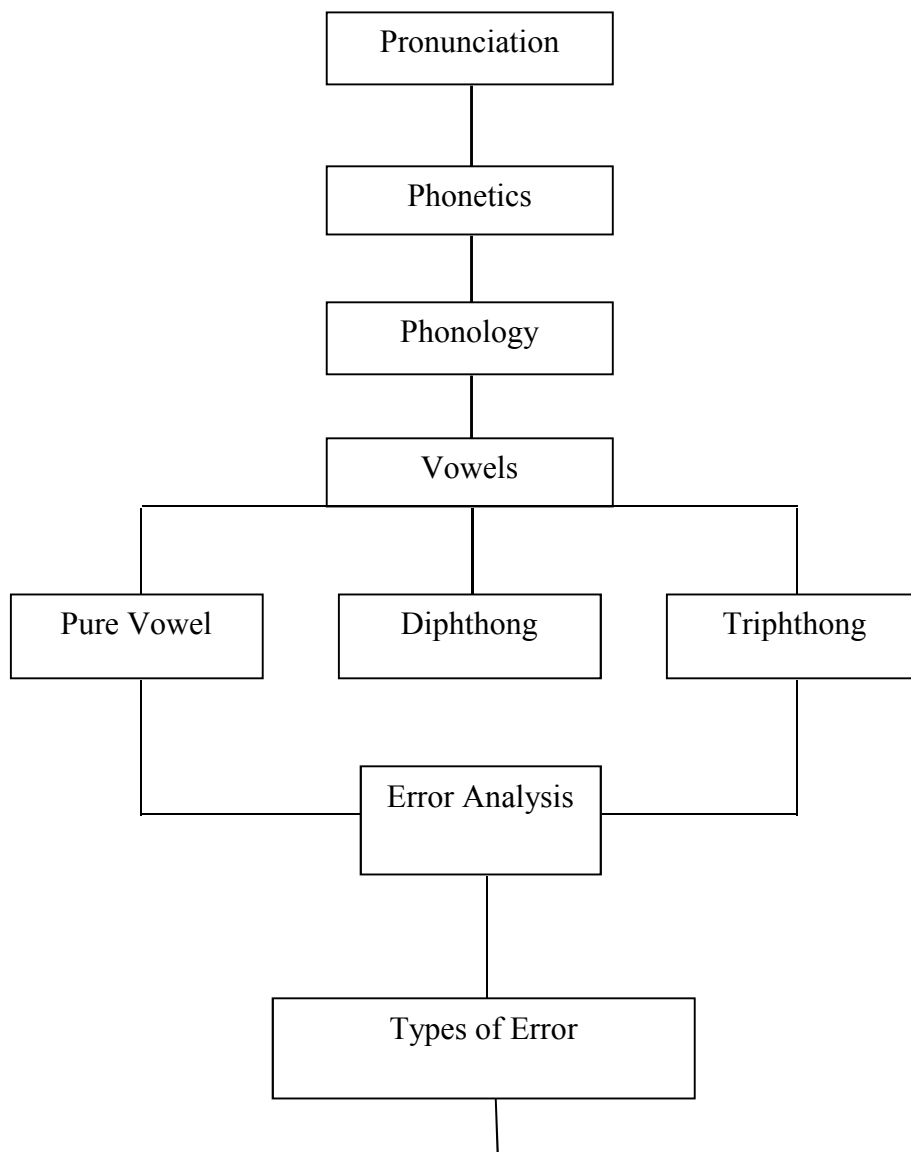 Pronunciation
Phonetics
Phonology
Vowels
Pure Vowel
Diphthong
Triphthong
Error Analysis
Types of Error